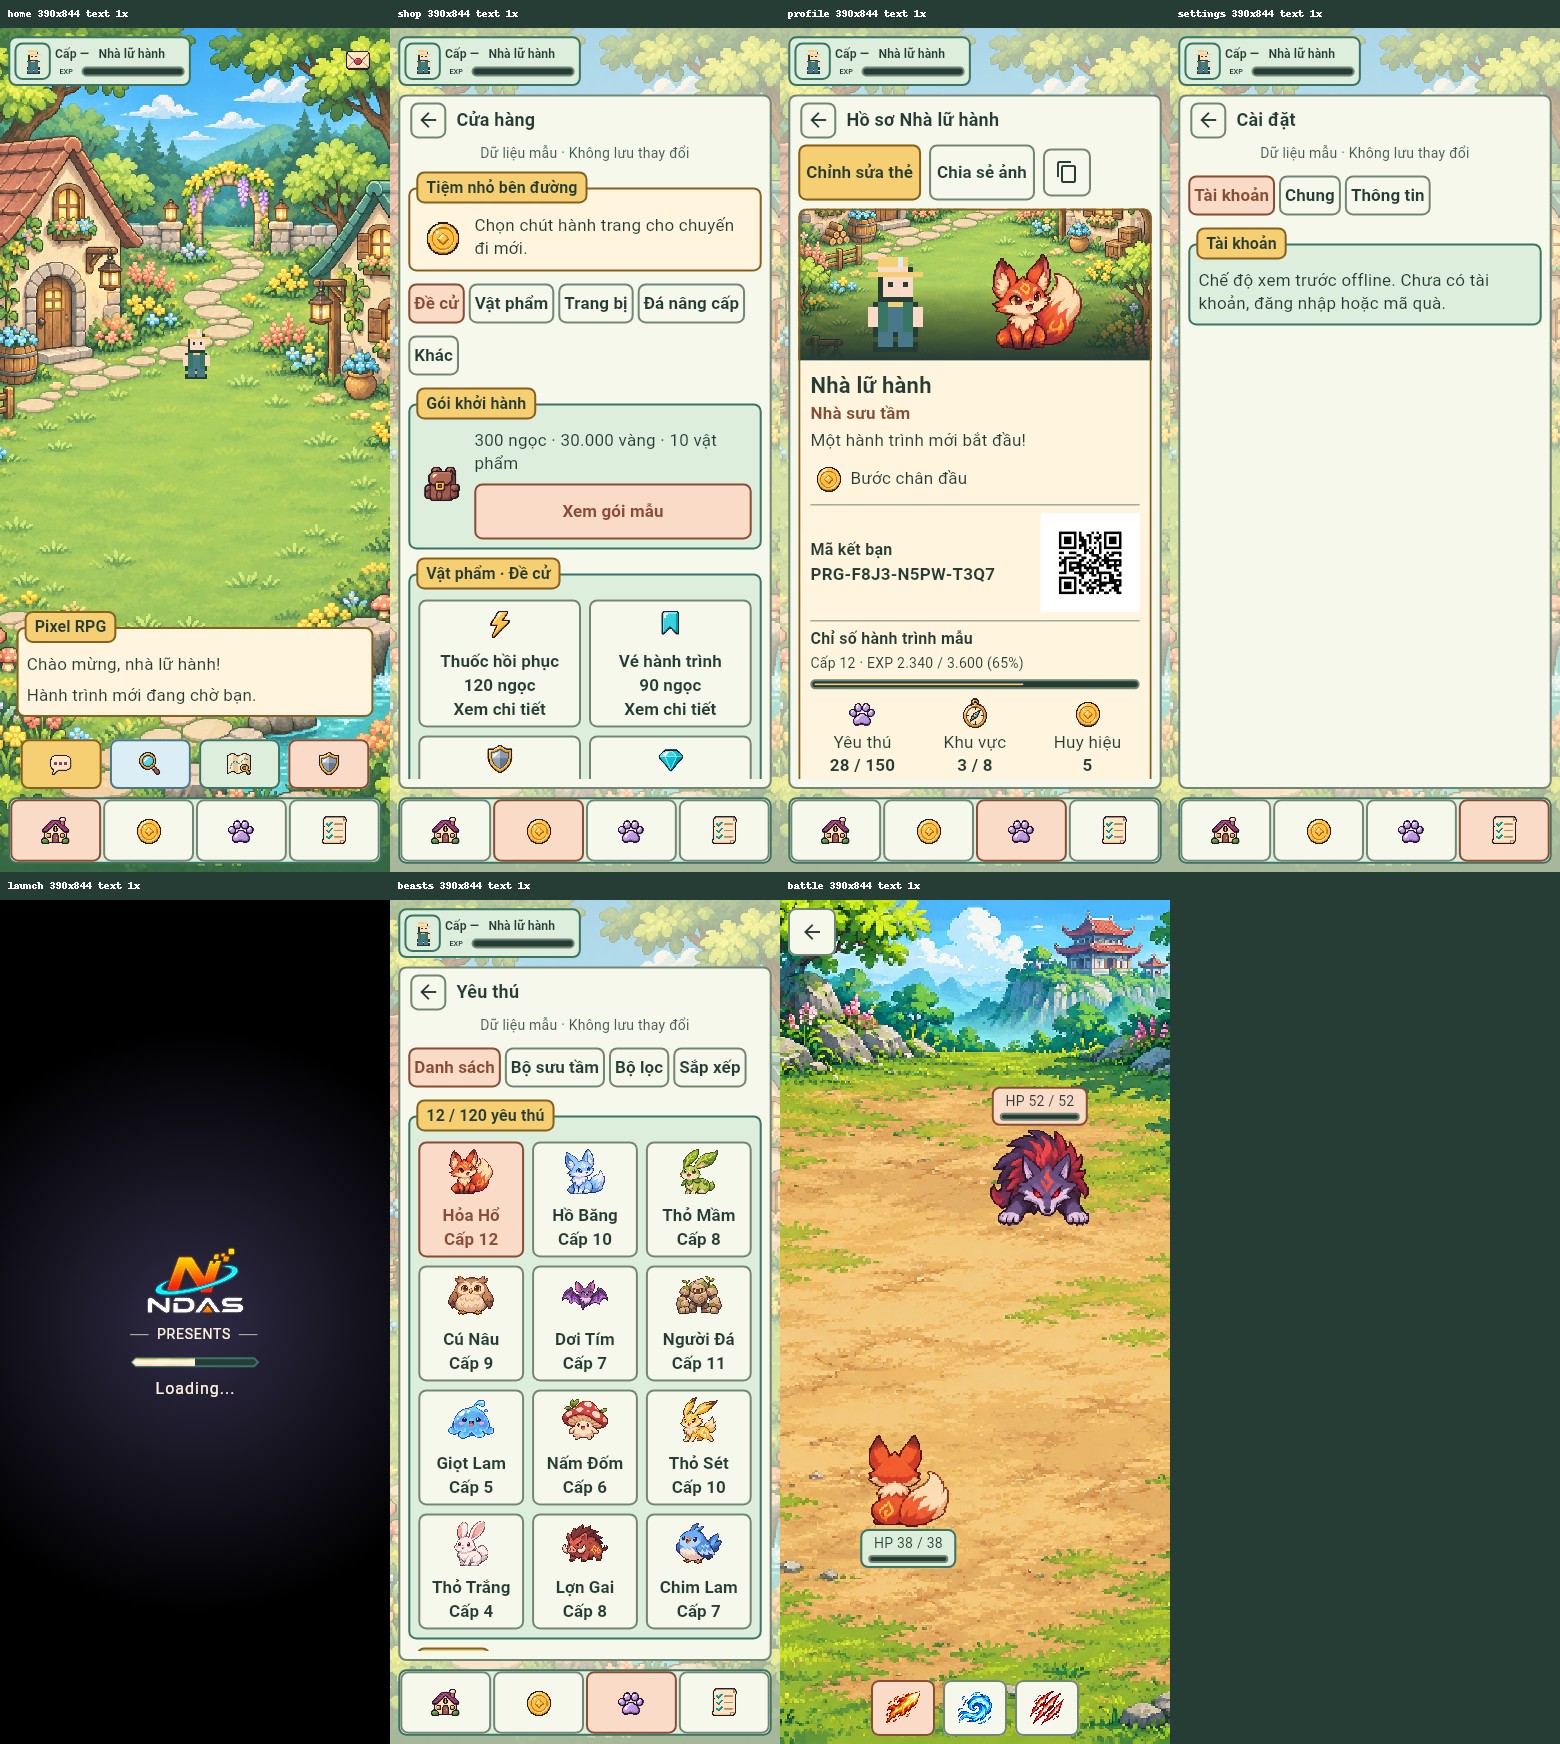 home 390x844 text 1x
Cấp — Nhà lữ hành
EXP
Pixel RPG
Chào mừng, nhà lữ hành!
Hành trình mới đang chờ bạn.
shop 390x844 text 1x
Cấp — Nhà lữ hành
EXP
Cửa hàng
Dữ liệu mẫu · Không lưu thay đổi
Tiệm nhỏ bên đường
Chọn chút hành trang cho chuyến
đi mới.
Đề cử Vật phẩm Trang bị Đá nâng cấp
Khác
Gói khởi hành
300 ngọc · 30.000 vàng · 10 vật
phẩm
Xem gói mẫu
Vật phẩm · Đề cử
Thuốc hồi phục
120 ngọc
Xem chi tiết
Vé hành trình
90 ngọc
Xem chi tiết
profile 390x844 text 1x
Cấp — Nhà lữ hành
EXP
Hồ sơ Nhà lữ hành
Chỉnh sửa thẻ Chia sẻ ảnh
Nhà lữ hành
Nhà sưu tầm
Một hành trình mới bắt đầu!
Bước chân đầu
Mã kết bạn
PRG-F8J3-N5PW-T3Q7
Chỉ số hành trình mẫu
Cấp 12 · EXP 2.340 / 3.600 (65%)
Yêu thú
28 / 150
Khu vực
3 / 8
Huy hiệu
5
settings 390x844 text 1x
Cấp — Nhà lữ hành
EXP
Cài đặt
Dữ liệu mẫu · Không lưu thay đổi
Tài khoản Chung Thông tin
Tài khoản
Chế độ xem trước offline. Chưa có tài
khoản, đăng nhập hoặc mã quà.
launch 390x844 text 1x
NDAS
PRESENTS
Loading...
beasts 390x844 text 1x
Cấp — Nhà lữ hành
EXP
Yêu thú
Dữ liệu mẫu · Không lưu thay đổi
Danh sách Bộ sưu tầm Bộ lọc Sắp xếp
12 / 120 yêu thú
Hỏa Hồ
Cấp 12
Hồ Băng
Cấp 10
Thỏ Mầm
Cấp 8
Cú Nâu
Cấp 9
Dơi Tím
Cấp 7
Người Đá
Cấp 11
Giọt Lam
Cấp 5
Nấm Đốm
Cấp 6
Thỏ Sét
Cấp 10
Thỏ Trắng
Cấp 4
Lợn Gai
Cấp 8
Chim Lam
Cấp 7
battle 390x844 text 1x
HP 52 / 52
HP 38 / 38